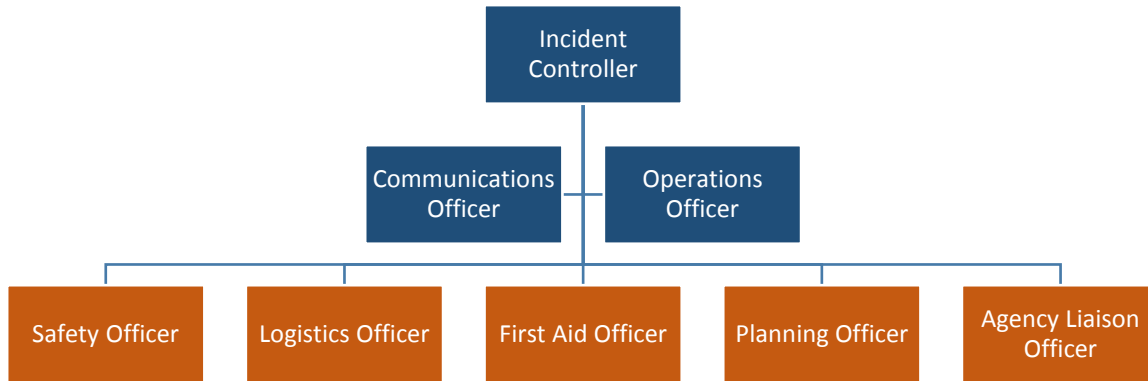 Incident
Controller
Communications
Officer
Operations
Officer
Safety Officer
Logistics Officer
First Aid Officer
Planning Officer
Agency Liaison
Officer